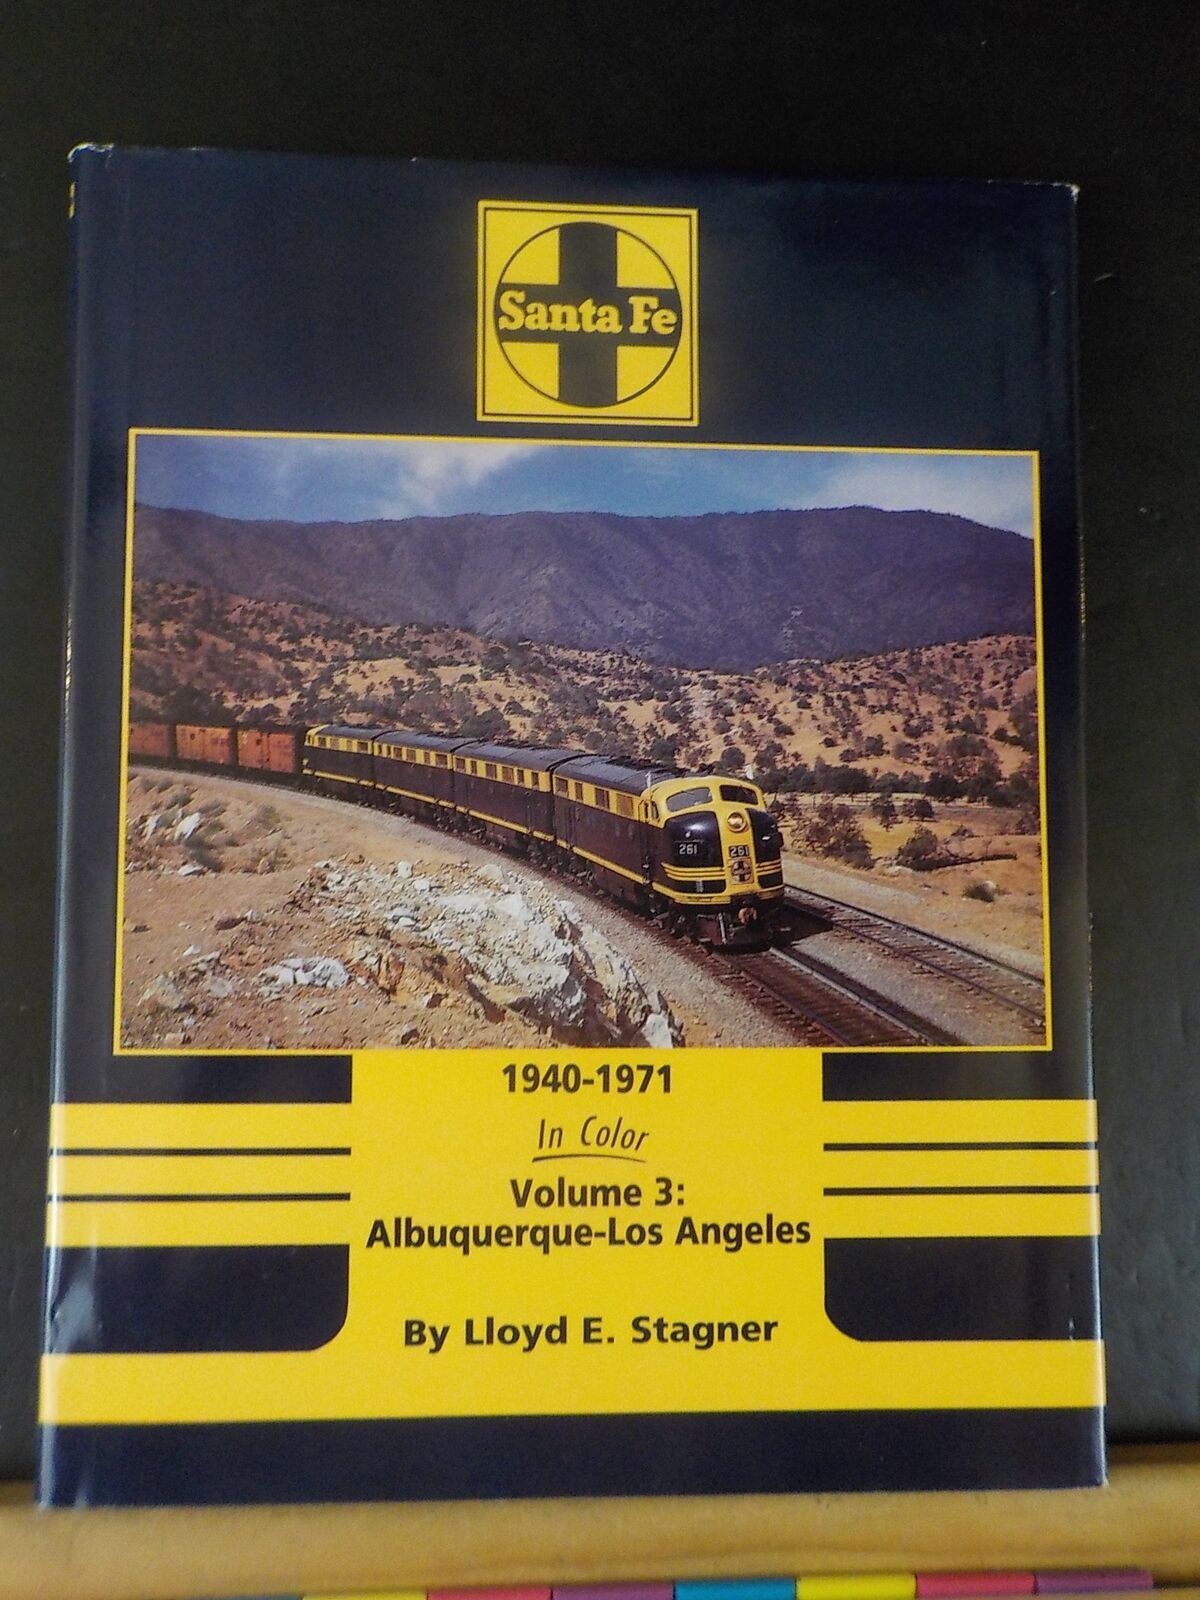 Santa Fe
261
261
1940-1971
In Color
Volume 3:
Albuquerque-Los Angeles
By Lloyd E. Stagner